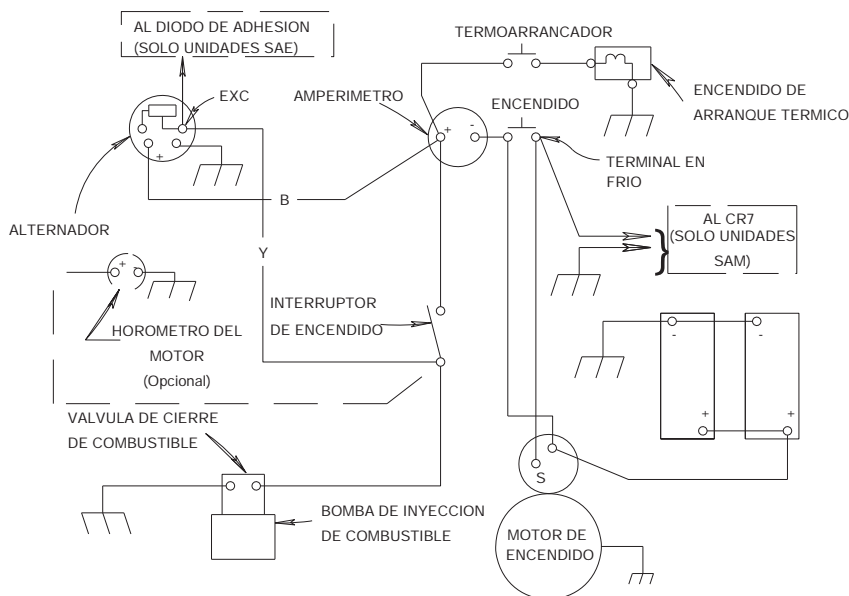 AL DIODO DE ADHESION
(SOLO UNIDADES SAE)
TERMOARRANCADOR
EXC
AMPERIMETRO
ENCENDIDO
ENCENDIDO DE
ARRANQUE TERMICO
+ -
+
TERMINAL EN
FRIO
B
ALTERNADOR
AL CR7
(SOLO UNIDADES
SAM)
}
Y
+ -
INTERRUPTOR
DE ENCENDIDO
HOROMETRO DEL
MOTOR
(Opcional)
- -
+ +
VALVULA DE CIERRE
DE COMBUSTIBLE
S
BOMBA DE INYECCION
DE COMBUSTIBLE
MOTOR DE
ENCENDIDO